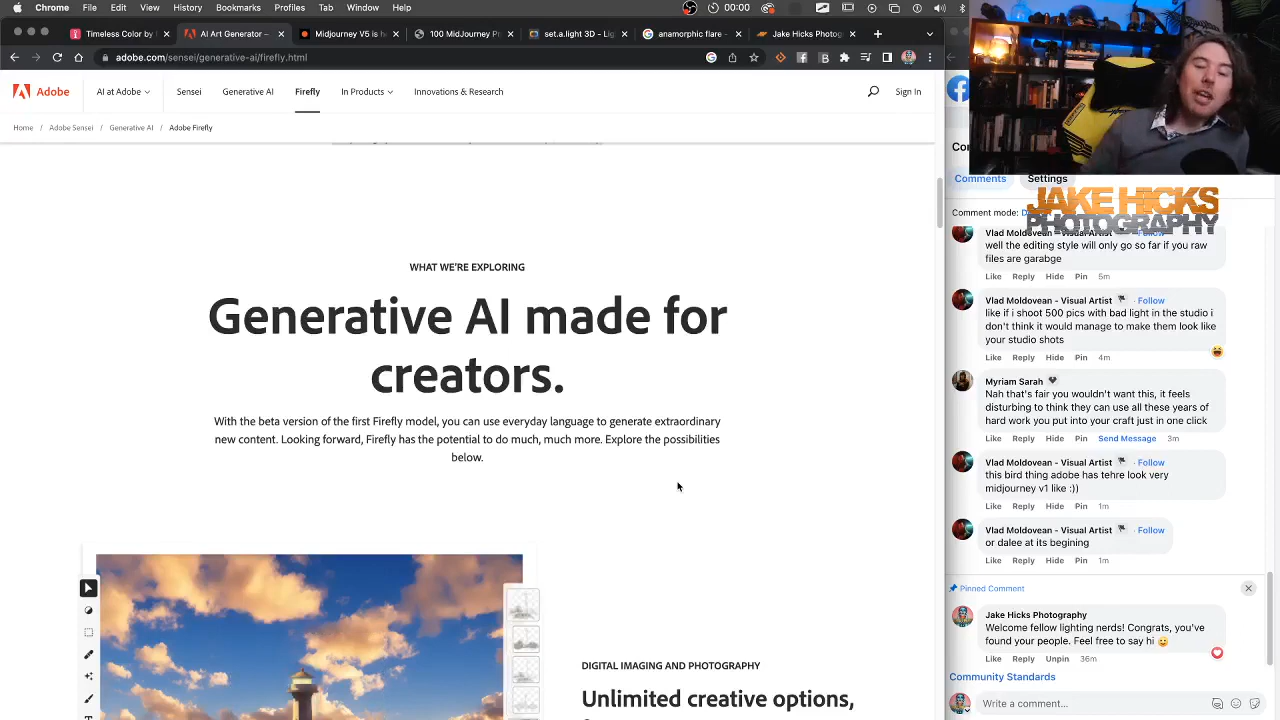 Chrome File Edit View History Bookmarks Profiles Tab Window Help 00:00
Timeless Color by
AI Art Generator
Midjourney V
100 MidJourney P
set.a.light 3D - Lig
anamorphic flare -
Jake Hicks Photog
adobe.com/sensei/generative-ai/firefly.html
Adobe AI at Adobe Sensei Generative AI Firefly In Products Innovations & Research Sign In
Home / Adobe Sensei / Generative AI / Adobe Firefly
WHAT WE'RE EXPLORING
Generative AI made for
creators.
With the beta version of the first Firefly model, you can use everyday language to generate extraordinary
new content. Looking forward, Firefly has the potential to do much, much more. Explore the possibilities
below.
DIGITAL IMAGING AND PHOTOGRAPHY
Unlimited creative options,
Comments Settings
JAKE HICKS
PHOTOGRAPHY
Comment mode:
Vlad Moldovean - Visual Artist · Follow
well the editing style will only go so far if you raw
files are garabge
Like Reply Hide Pin 5m
Vlad Moldovean - Visual Artist · Follow
like if i shoot 500 pics with bad light in the studio i
don't think it would manage to make them look like
your studio shots
Like Reply Hide Pin 4m
Myriam Sarah
Nah that's fair you wouldn't want this, it feels
disturbing to think they can use all these years of
hard work you put into your craft just in one click
Like Reply Hide Pin Send Message 3m
Vlad Moldovean - Visual Artist · Follow
this bird thing adobe has tehre look very
midjourney v1 like :))
Like Reply Hide Pin 1m
Vlad Moldovean - Visual Artist · Follow
or dalee at its begining
Like Reply Hide Pin 1m
Pinned Comment
Jake Hicks Photography
Welcome fellow lighting nerds! Congrats, you've
found your people. Feel free to say hi 😀
Like Reply Unpin 36m
Community Standards
Write a comment...